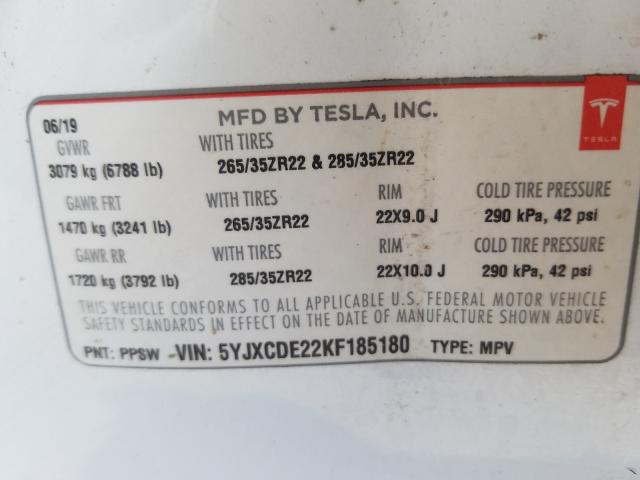 06/19 MFD BY TESLA, INC.
TESLA
GVWR WITH TIRES
3079 kg (6788 lb) 265/35ZR22 & 285/35ZR22
GAWR FRT WITH TIRES RIM COLD TIRE PRESSURE
1470 kg (3241 lb) 265/35ZR22 22X9.0 J 290 kPa, 42 psi
GAWR RR WITH TIRES RIM COLD TIRE PRESSURE
1720 kg (3792 lb) 285/35ZR22 22X10.0 J 290 kPa, 42 psi
THIS VEHICLE CONFORMS TO ALL APPLICABLE U.S. FEDERAL MOTOR VEHICLE
SAFETY STANDARDS IN EFFECT ON THE DATE OF MANUFACTURE SHOWN ABOVE.
PNT: PPSW VIN: 5YJXCDE22KF185180 TYPE: MPV